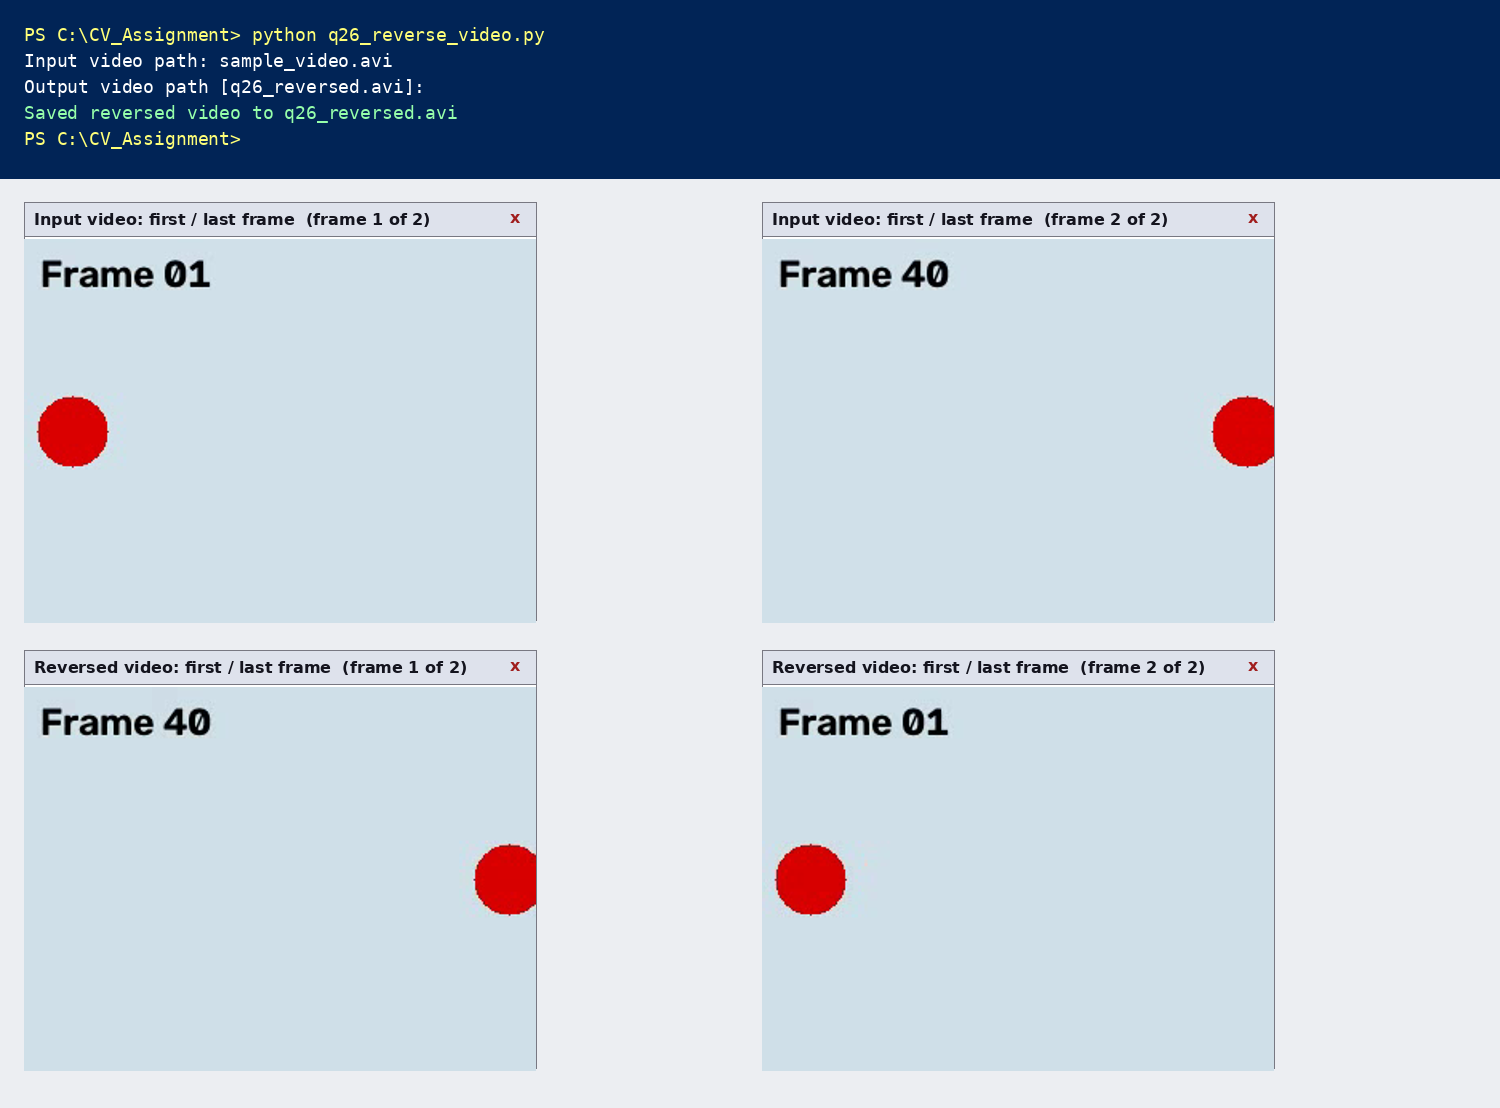 PS C:\CV_Assignment> python q26_reverse_video.py
Input video path: sample_video.avi
Output video path [q26_reversed.avi]:
Saved reversed video to q26_reversed.avi
PS C:\CV_Assignment>
Input video: first / last frame  (frame 1 of 2) x
Input video: first / last frame  (frame 2 of 2) x
Frame 01
Frame 40
Reversed video: first / last frame  (frame 1 of 2) x
Reversed video: first / last frame  (frame 2 of 2) x
Frame 40
Frame 01